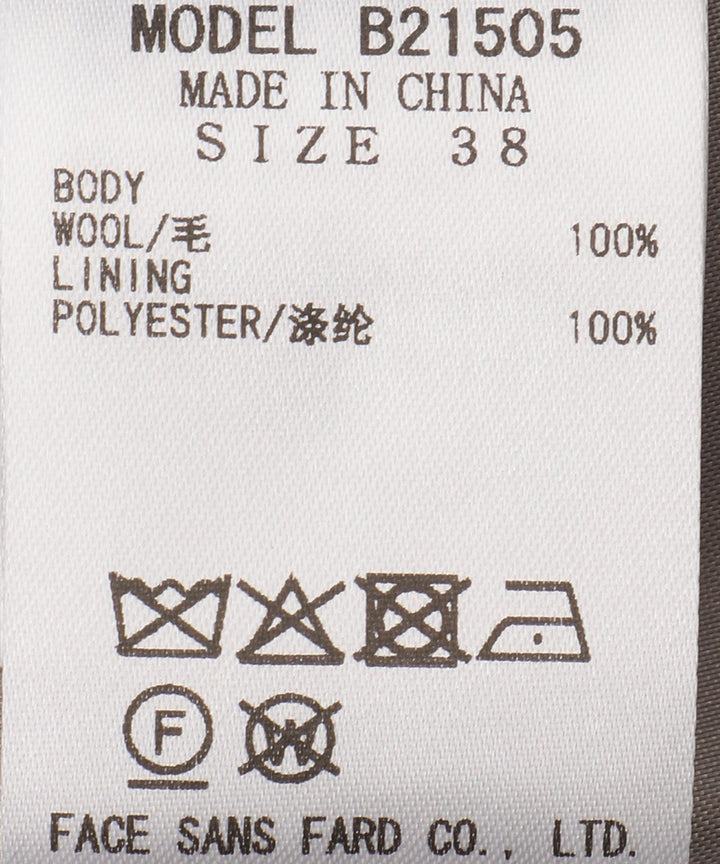 MODEL B21505
MADE IN CHINA
SIZE 38
BODY
WOOL/毛 100%
LINING
POLYESTER/涤纶 100%
F W
FACE SANS FARD CO., LTD.